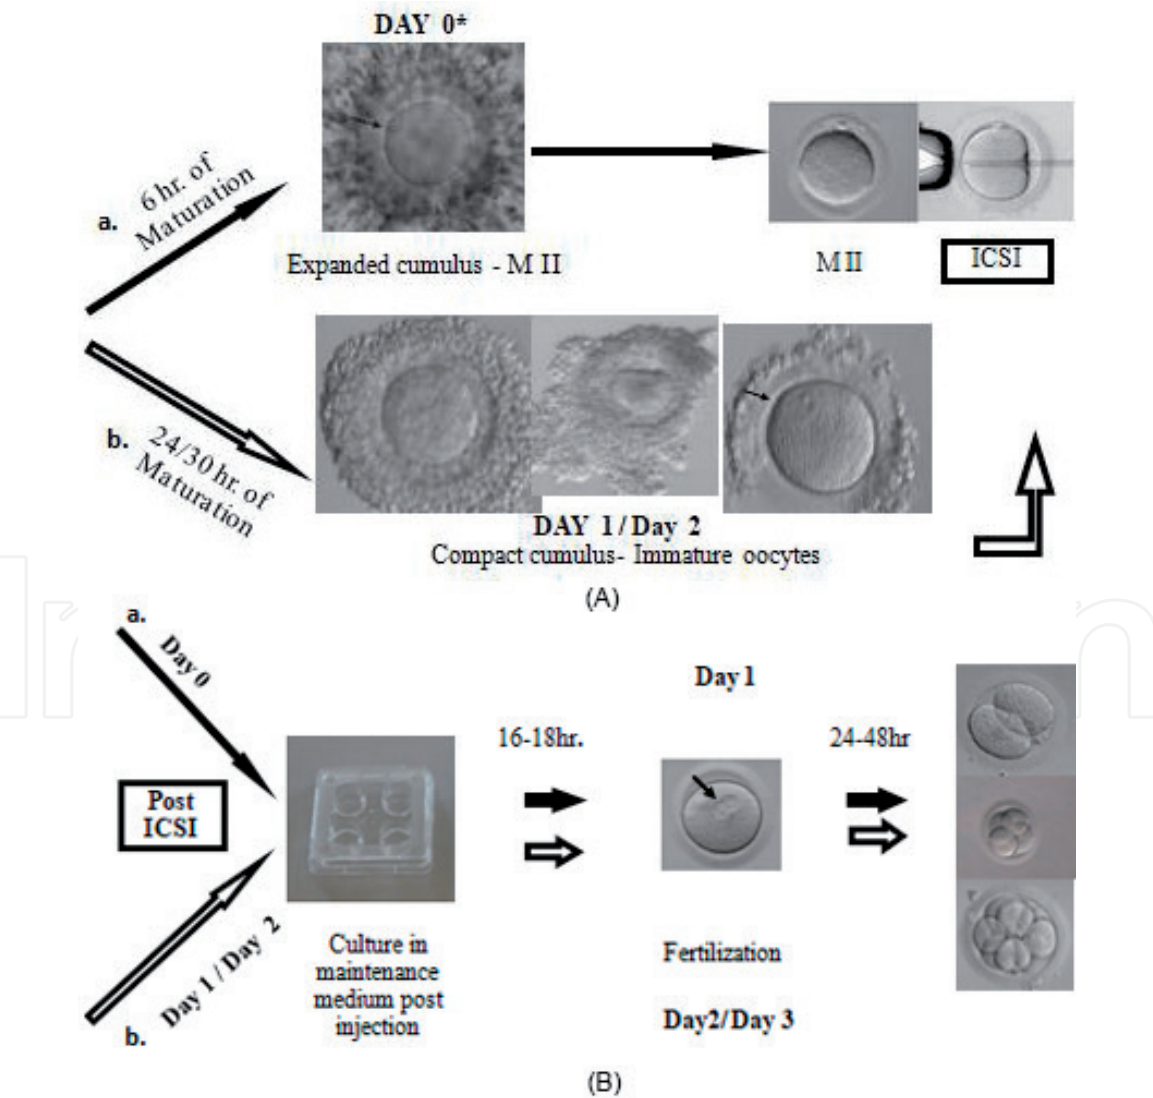 DAY 0*
a.
6 hr. of
Maturation
Expanded cumulus - M II
M II
ICSI
b.
24/30 hr. of
Maturation
DAY 1/Day 2
Compact cumulus- Immature oocytes
(A)
a.
Day 0
Day 1
16-18hr.
24-48hr
Post
ICSI
Day 1 / Day 2
b.
Culture in
maintenance
medium post
injection
Fertilization
Day2/Day 3
(B)